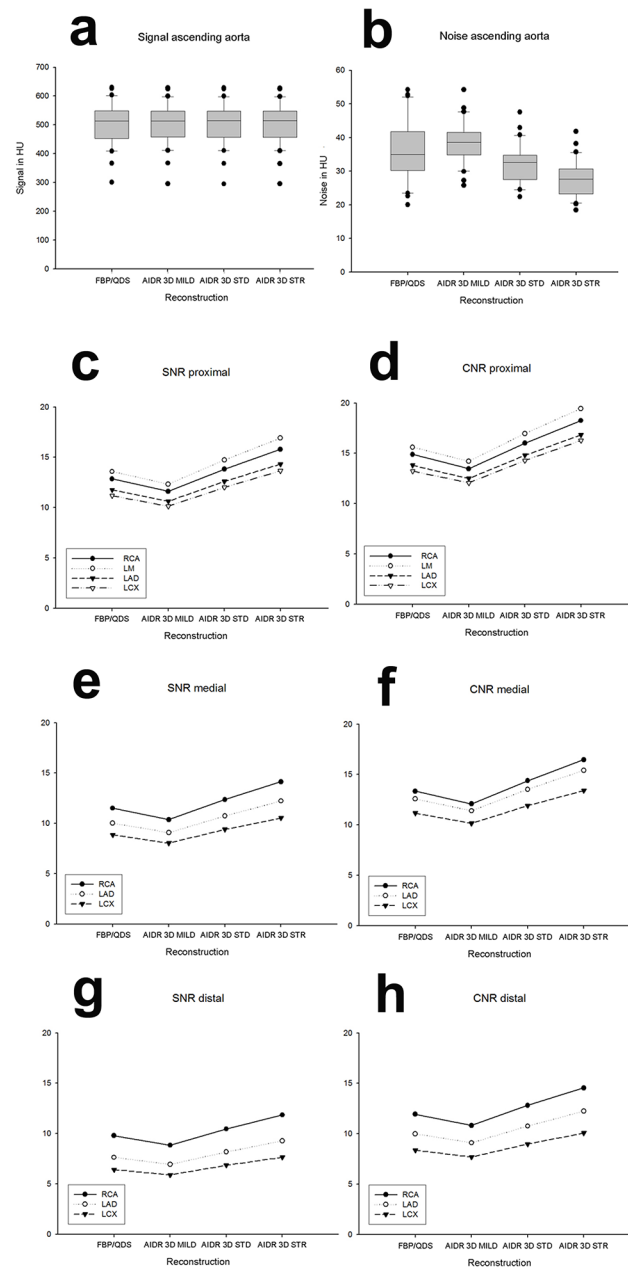 a
Signal ascending aorta
700
600
500
400
300
200
100
0
Signal in HU
FBP/QDS AIDR 3D MILD AIDR 3D STD AIDR 3D STR
Reconstruction
b
Noise ascending aorta
60
50
40
30
20
10
0
Noise in HU
FBP/QDS AIDR 3D MILD AIDR 3D STD AIDR 3D STR
Reconstruction
c
SNR proximal
20
15
10
5
0
RCA
LM
LAD
LCX
FBP/QDS AIDR 3D MILD AIDR 3D STD AIDR 3D STR
Reconstruction
d
CNR proximal
20
15
10
5
0
RCA
LM
LAD
LCX
FBP/QDS AIDR 3D MILD AIDR 3D STD AIDR 3D STR
Reconstruction
e
SNR medial
20
15
10
5
0
RCA
LAD
LCX
FBP/QDS AIDR 3D MILD AIDR 3D STD AIDR 3D STR
Reconstruction
f
CNR medial
20
15
10
5
0
RCA
LAD
LCX
FBP/QDS AIDR 3D MILD AIDR 3D STD AIDR 3D STR
Reconstruction
g
SNR distal
20
15
10
5
0
RCA
LAD
LCX
FBP/QDS AIDR 3D MILD AIDR 3D STD AIDR 3D STR
Reconstruction
h
CNR distal
20
15
10
5
0
RCA
LAD
LCX
FBP/QDS AIDR 3D MILD AIDR 3D STD AIDR 3D STR
Reconstruction